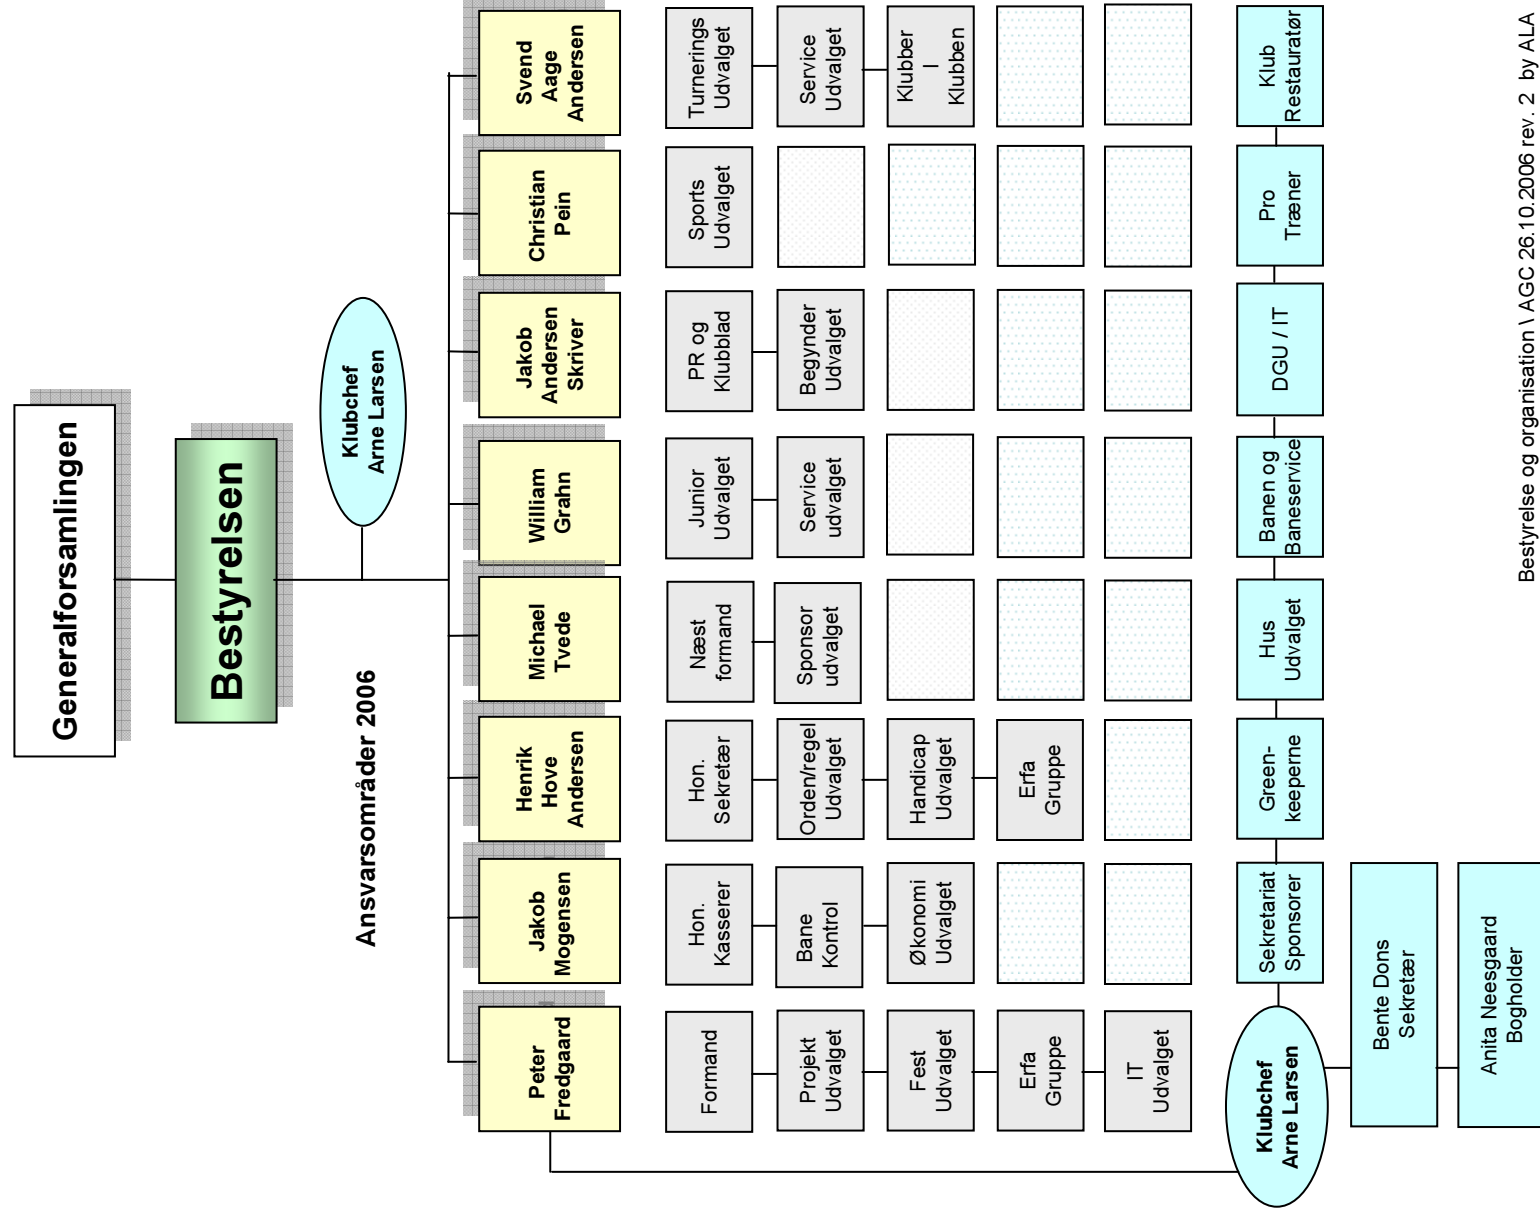 Generalforsamlingen
Bestyrelsen
Klubchef
Arne Larsen
Ansvarsområder 2006
Peter
Fredgaard
Jakob
Mogensen
Henrik
Hove
Andersen
Michael
Tvede
William
Grahn
Jakob
Andersen
Skriver
Christian
Pein
Svend
Aage
Andersen
Formand
Hon.
Kasserer
Hon.
Sekretær
Næst
formand
Junior
Udvalget
PR og
Klubblad
Sports
Udvalget
Turnerings
Udvalget
Projekt
Udvalget
Bane
Kontrol
Orden/regel
Udvalget
Sponsor
udvalget
Service
udvalget
Begynder
Udvalget
Service
Udvalget
Fest
Udvalget
Økonomi
Udvalget
Handicap
Udvalget
Klubber
I
Klubben
Erfa
Gruppe
Erfa
Gruppe
IT
Udvalget
Klubchef
Arne Larsen
Sekretariat
Sponsorer
Green-
keeperne
Hus
Udvalget
Banen og
Baneservice
DGU / IT
Pro
Træner
Klub
Restauratør
Bente Dons
Sekretær
Anita Neesgaard
Bogholder
Bestyrelse og organisation \ AGC 26.10.2006 rev. 2 by ALA